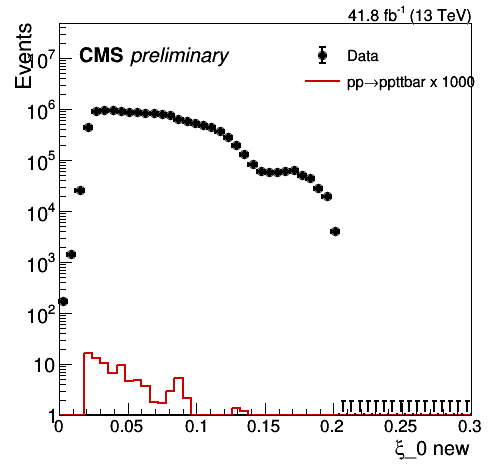 41.8 fb⁻¹ (13 TeV)
Events
CMS preliminary
Data
pp→ppttbar x 1000
10⁷
10⁶
10⁵
10⁴
10³
10²
10
1
0 0.05 0.1 0.15 0.2 0.25 0.3
ξ_0 new